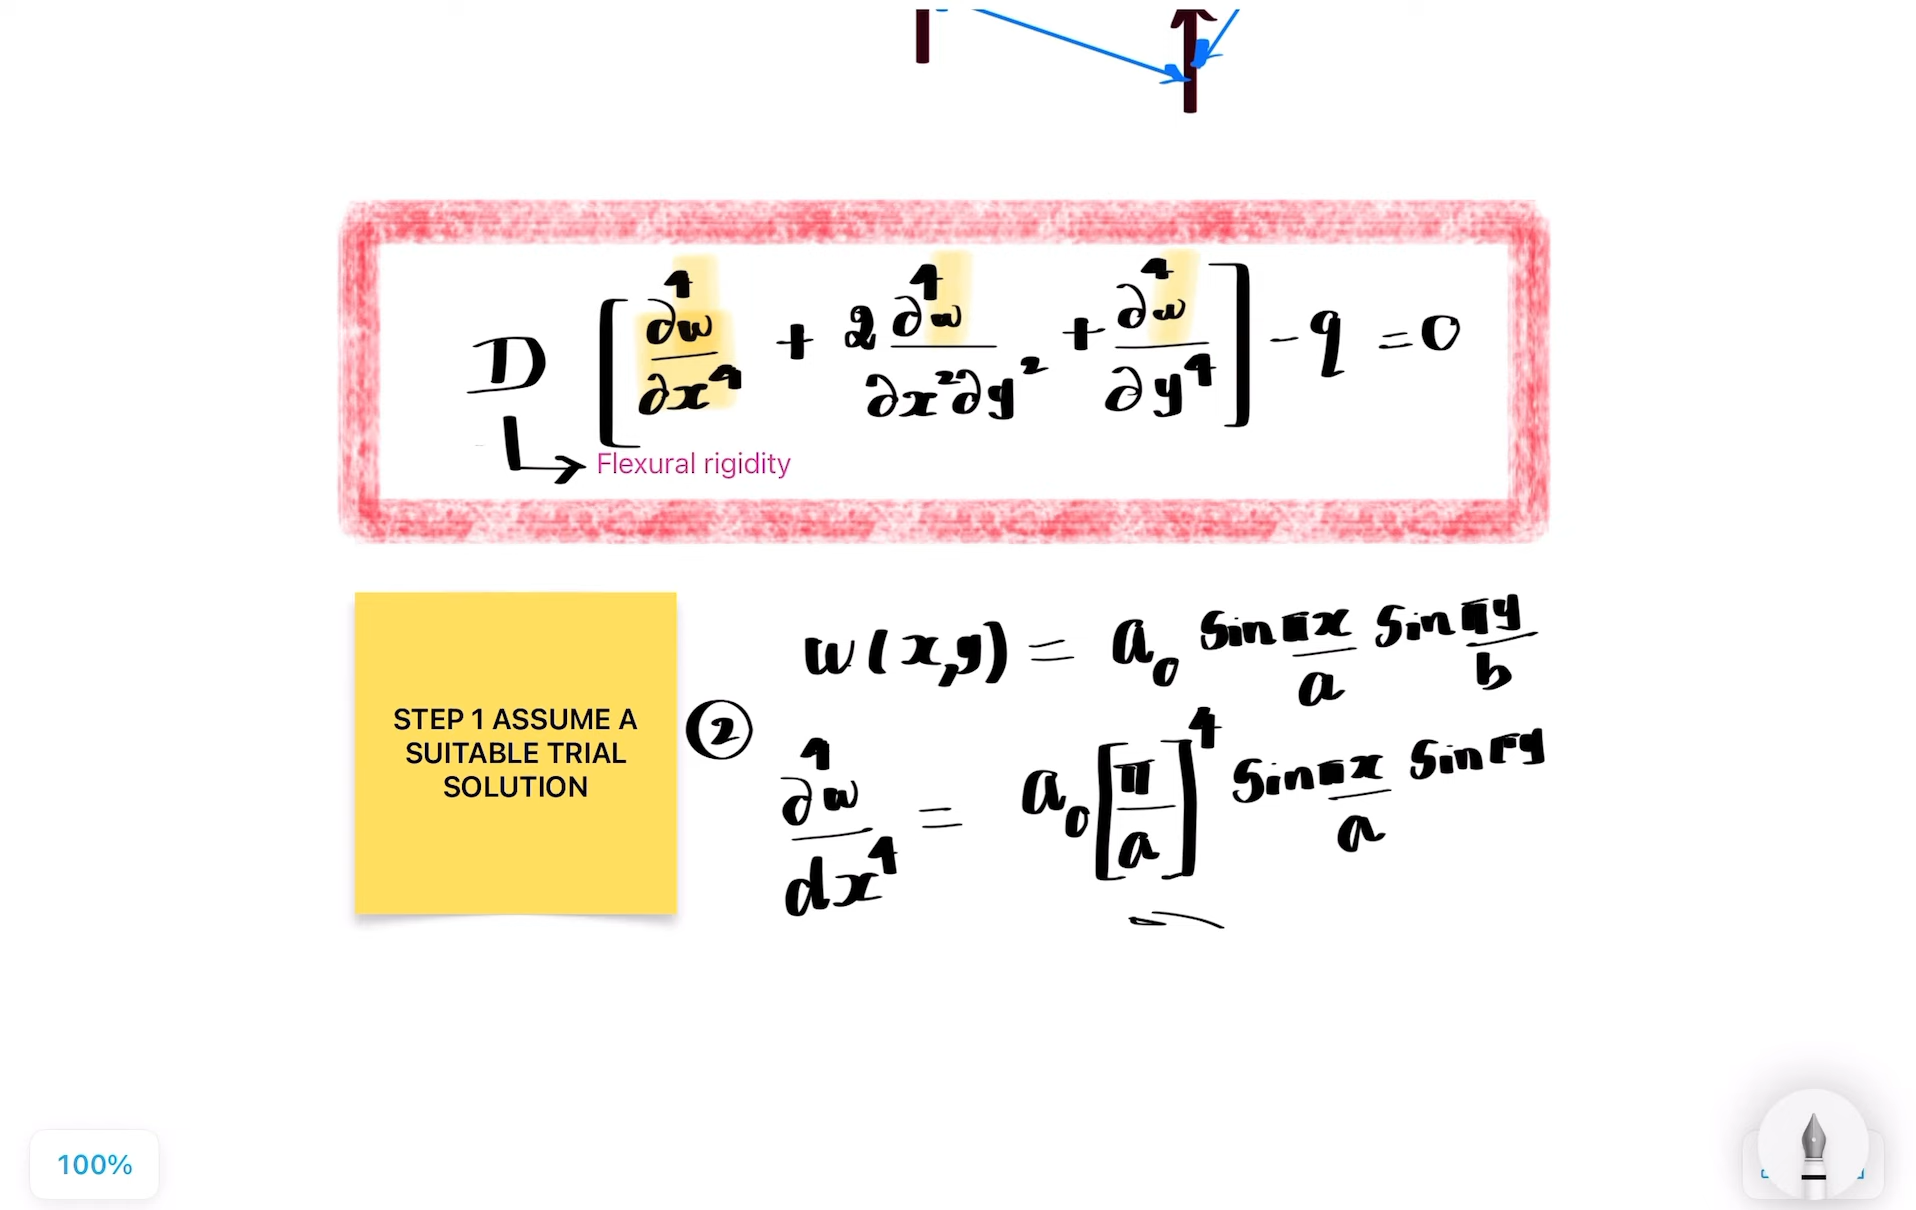 D [∂⁴w/∂x⁴ + 2 ∂⁴w/∂x²∂y² + ∂⁴w/∂y⁴] - q = 0
Flexural rigidity
STEP 1 ASSUME A
SUITABLE TRIAL
SOLUTION
w(x,y) = a₀ sin πx/a sin πy/b
②
∂⁴w/dx⁴ = a₀ [π/a]⁴ sin πx/a sin πy
100%